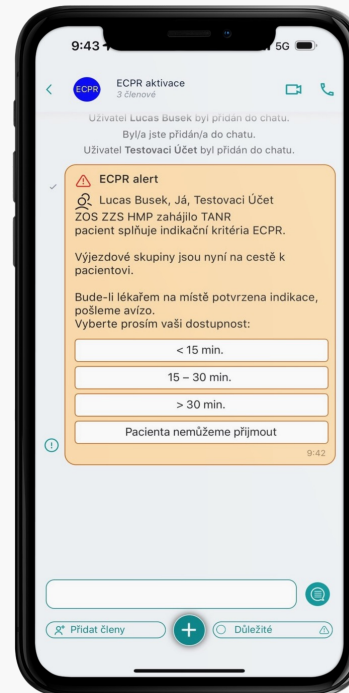 9:43
5G
ECPR
ECPR aktivace
3 členové
Uživatel Lucas Busek byl přidán do chatu.
Byl/a jste přidán/a do chatu.
Uživatel Testovaci Účet byl přidán do chatu.
ECPR alert
Lucas Busek, Já, Testovaci Účet
ZOS ZZS HMP zahájilo TANR
pacient splňuje indikační kritéria ECPR.
Výjezdové skupiny jsou nyní na cestě k
pacientovi.
Bude-li lékařem na místě potvrzena indikace,
pošleme avízo.
Vyberte prosím vaši dostupnost:
< 15 min.
15 – 30 min.
> 30 min.
Pacienta nemůžeme přijmout
9:42
Přidat členy
Důležité